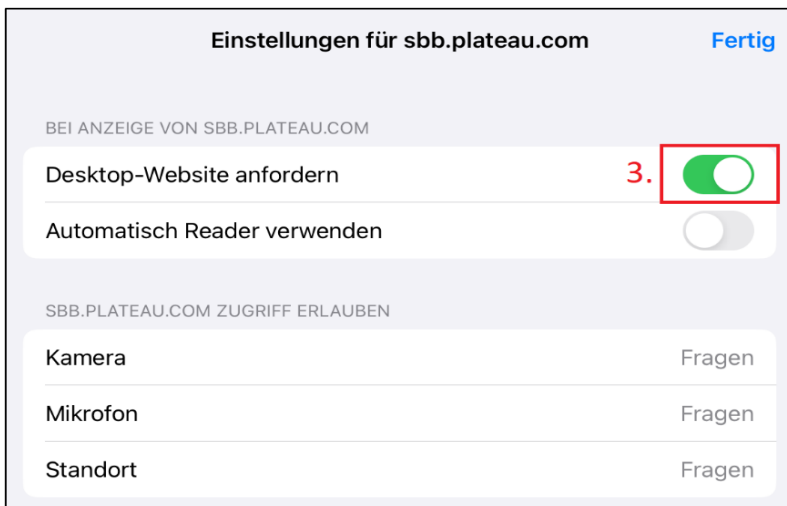 Einstellungen für sbb.plateau.com Fertig
BEI ANZEIGE VON SBB.PLATEAU.COM
Desktop-Website anfordern 3.
Automatisch Reader verwenden
SBB.PLATEAU.COM ZUGRIFF ERLAUBEN
Kamera Fragen
Mikrofon Fragen
Standort Fragen